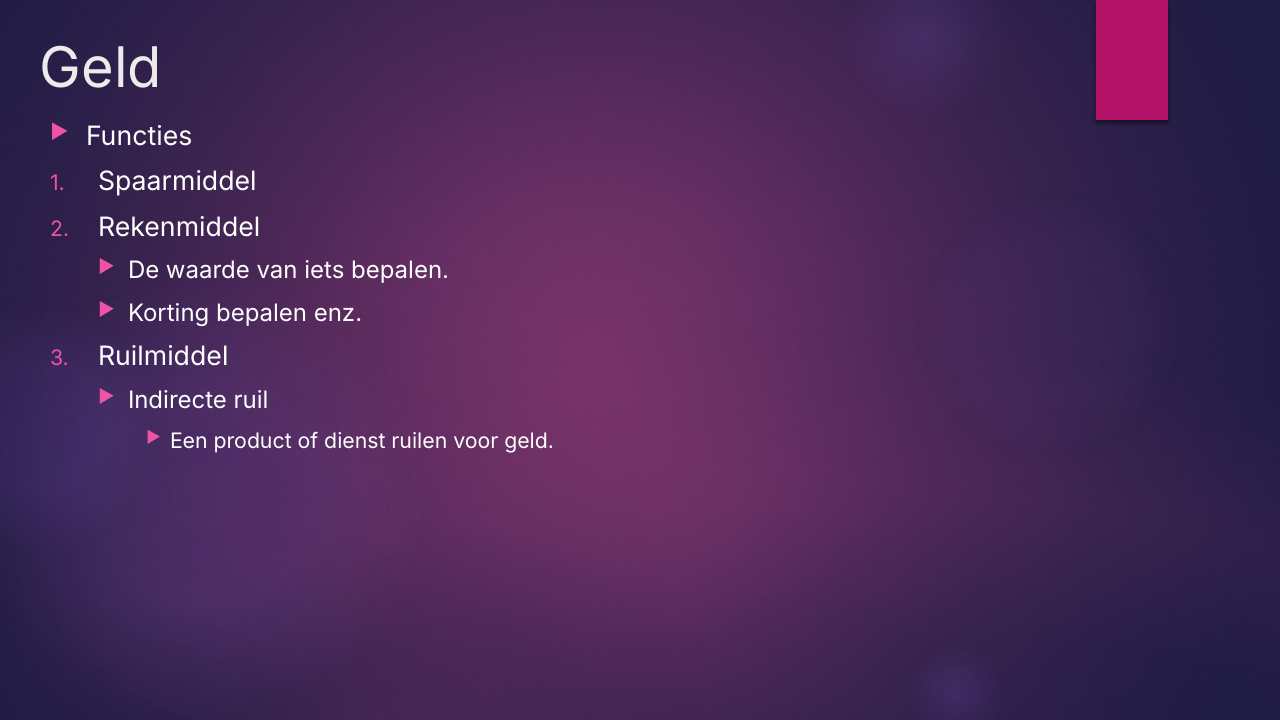 Geld
Functies
1. Spaarmiddel
2. Rekenmiddel
De waarde van iets bepalen.
Korting bepalen enz.
3. Ruilmiddel
Indirecte ruil
Een product of dienst ruilen voor geld.